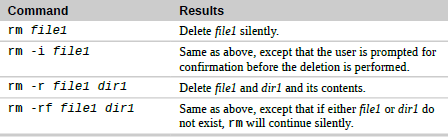 Command Results
rm file1 Delete file1 silently.
rm -i file1 Same as above, except that the user is prompted for
confirmation before the deletion is performed.
rm -r file1 dir1 Delete file1 and dir1 and its contents.
rm -rf file1 dir1 Same as above, except that if either file1 or dir1 do
not exist, rm will continue silently.